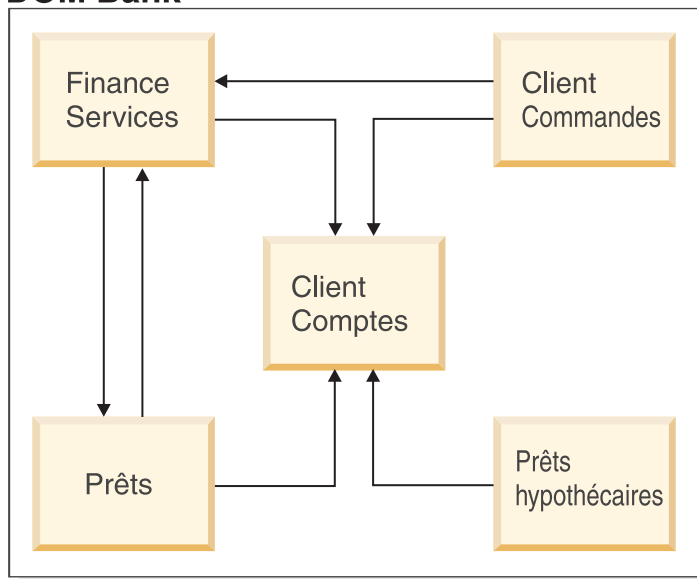 Finance
Services
Client
Commandes
Client
Comptes
Prêts
Prêts
hypothécaires